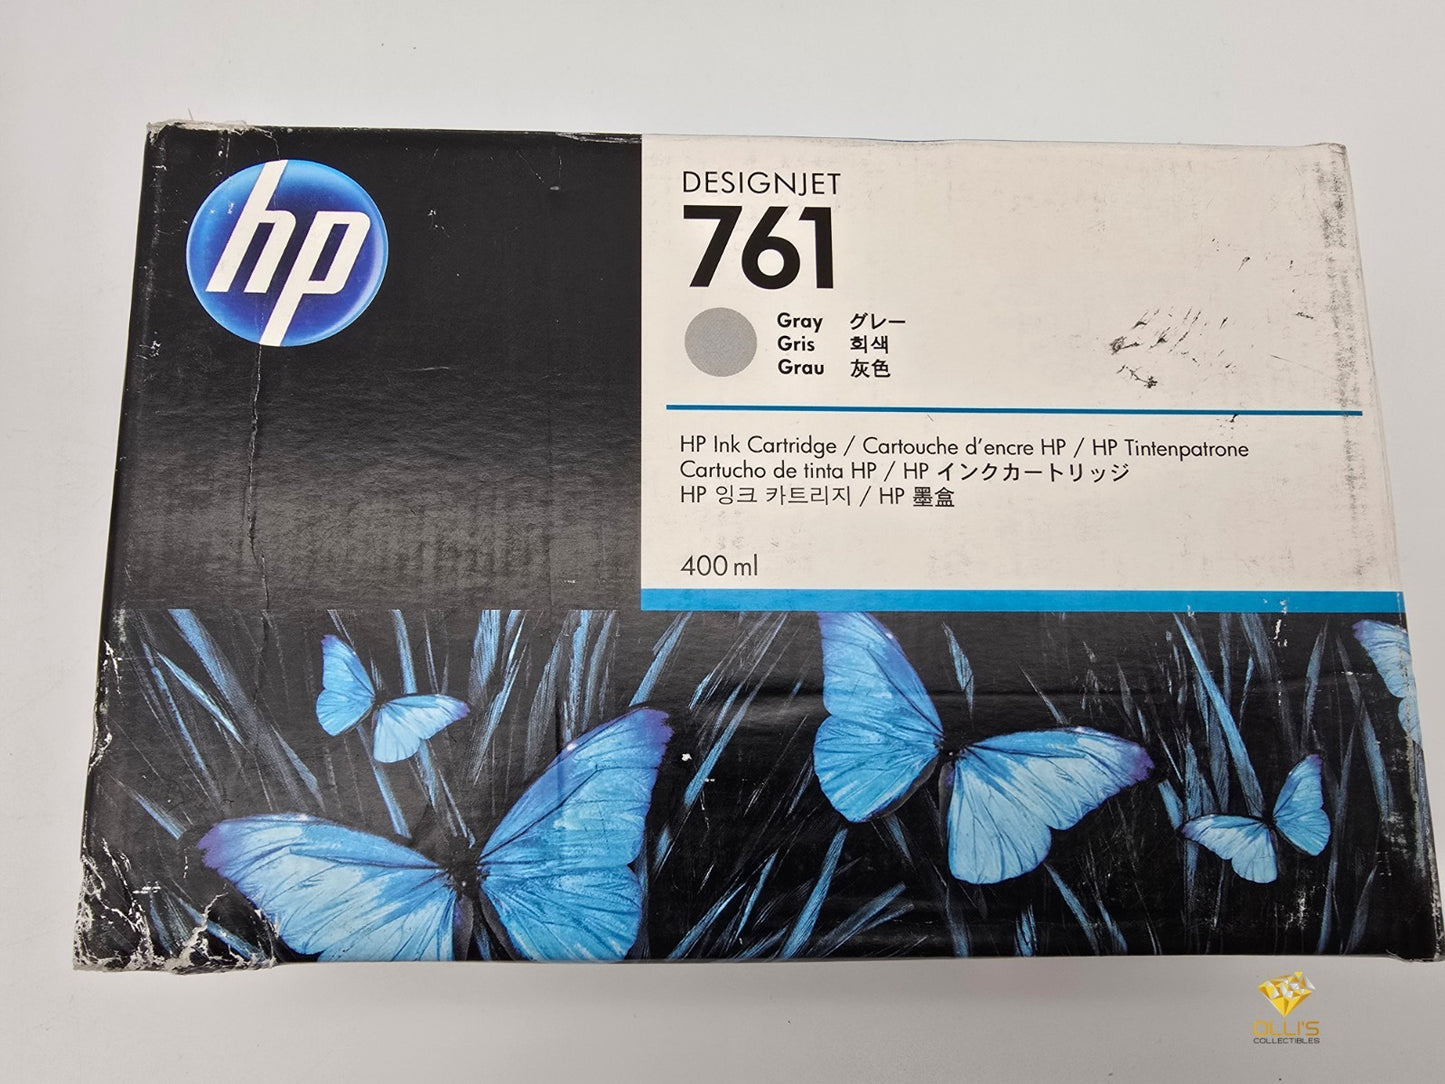 hp
DESIGNJET
761
Gray グレー
Gris 회색
Grau 灰色
HP Ink Cartridge / Cartouche d'encre HP / HP Tintenpatrone
Cartucho de tinta HP / HP インクカートリッジ
HP 잉크 카트리지 / HP 墨盒
400 ml
OLLI'S
COLLECTIBLES